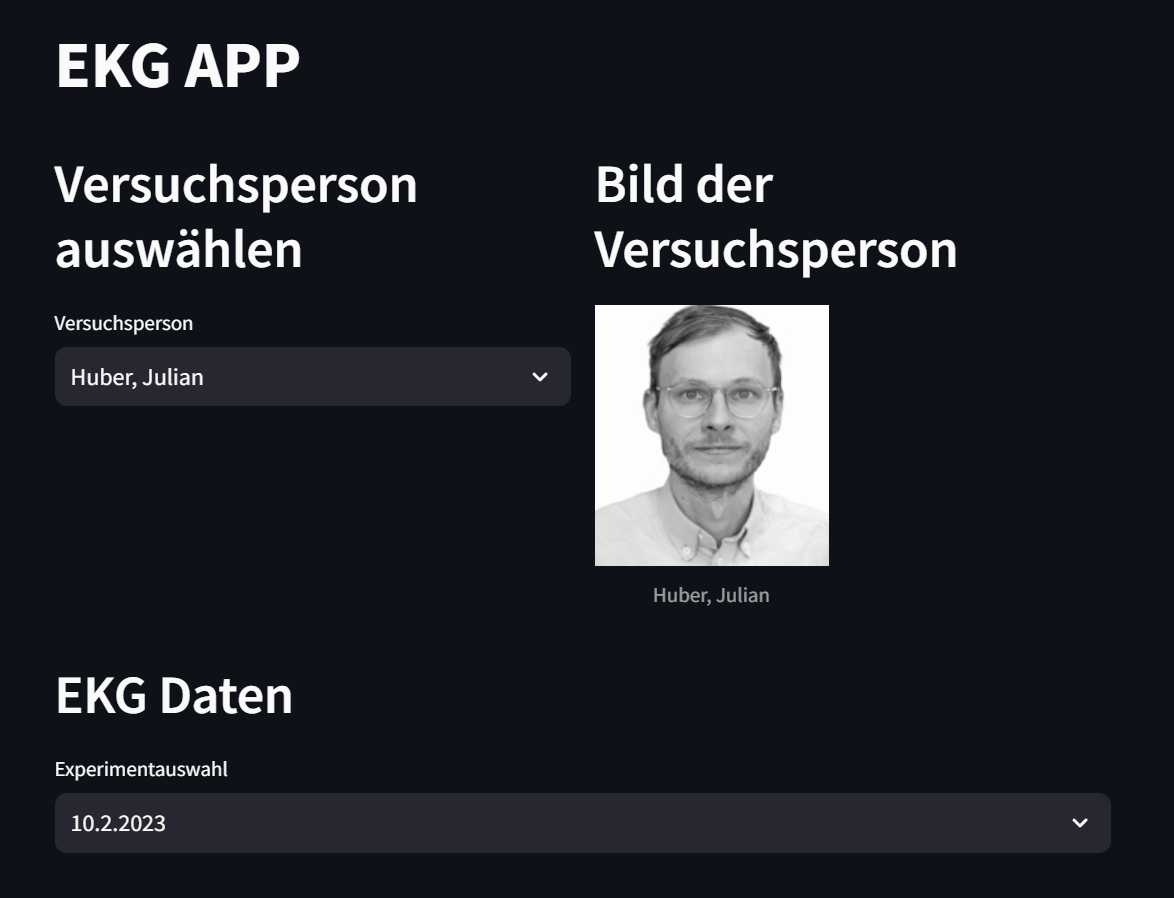 EKG APP
Versuchsperson
auswählen
Versuchsperson
Huber, Julian
Bild der
Versuchsperson
Huber, Julian
EKG Daten
Experimentauswahl
10.2.2023